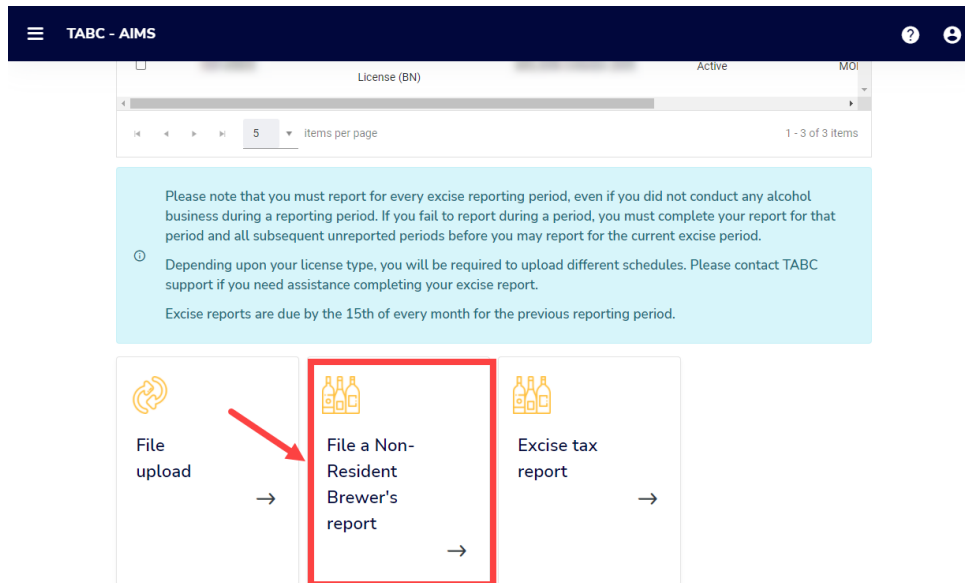 TABC - AIMS
License (BN)
Active
5 items per page
1 - 3 of 3 items
Please note that you must report for every excise reporting period, even if you did not conduct any alcohol
business during a reporting period. If you fail to report during a period, you must complete your report for that
period and all subsequent unreported periods before you may report for the current excise period.
Depending upon your license type, you will be required to upload different schedules. Please contact TABC
support if you need assistance completing your excise report.
Excise reports are due by the 15th of every month for the previous reporting period.
File
upload
File a Non-
Resident
Brewer's
report
Excise tax
report